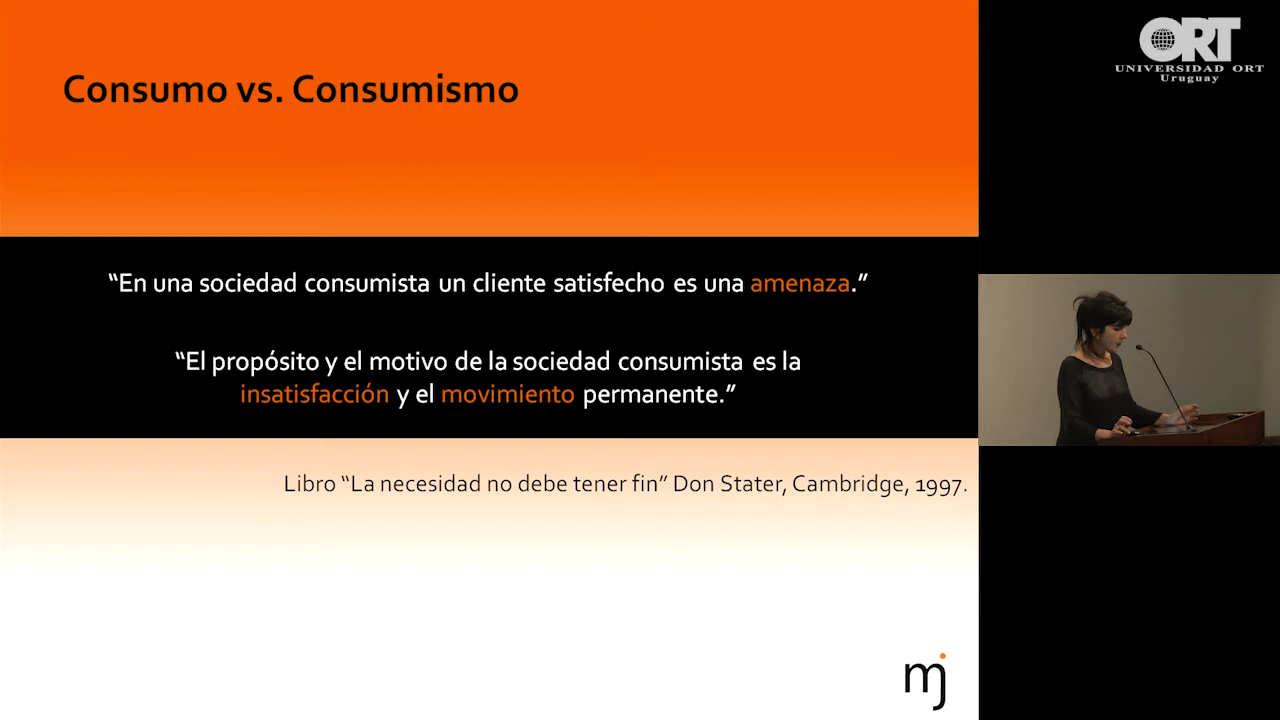 Consumo vs. Consumismo
“En una sociedad consumista un cliente satisfecho es una amenaza.”
“El propósito y el motivo de la sociedad consumista es la
insatisfacción y el movimiento permanente.”
Libro “La necesidad no debe tener fin” Don Stater, Cambridge, 1997.
mj
ORT
UNIVERSIDAD ORT
Uruguay